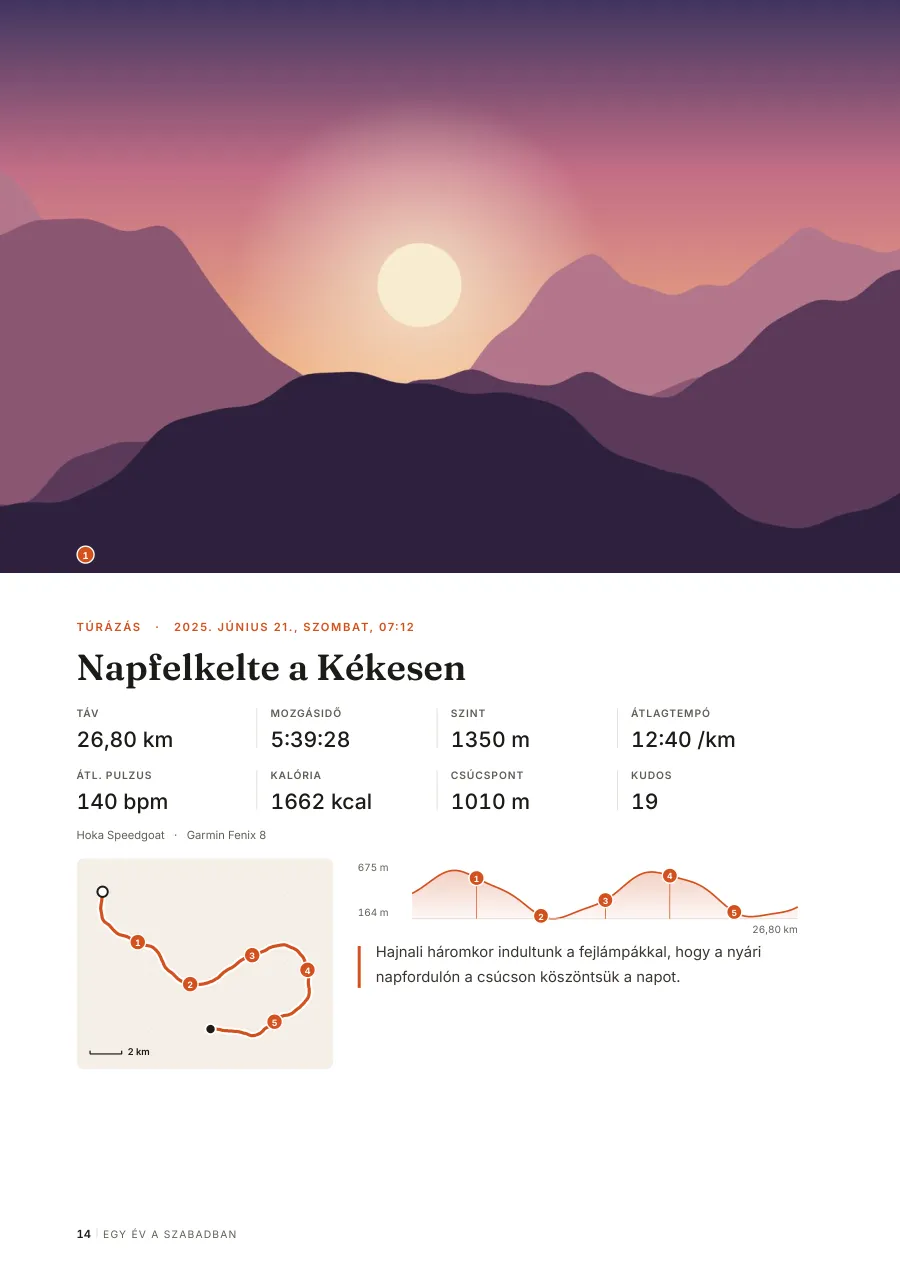 1
TÚRÁZÁS · 2025. JÚNIUS 21., SZOMBAT, 07:12
Napfelkelte a Kékesen
TÁV MOZGÁSIDŐ SZINT ÁTLAGTEMPÓ
26,80 km 5:39:28 1350 m 12:40 /km
ÁTL. PULZUS KALÓRIA CSÚCSPONT KUDOS
140 bpm 1662 kcal 1010 m 19
Hoka Speedgoat · Garmin Fenix 8
1
2
3
4
5
2 km
675 m
164 m
1
2
3
4
5
26,80 km
Hajnali háromkor indultunk a fejlámpákkal, hogy a nyári
napfordulón a csúcson köszöntsük a napot.
14 | EGY ÉV A SZABADBAN